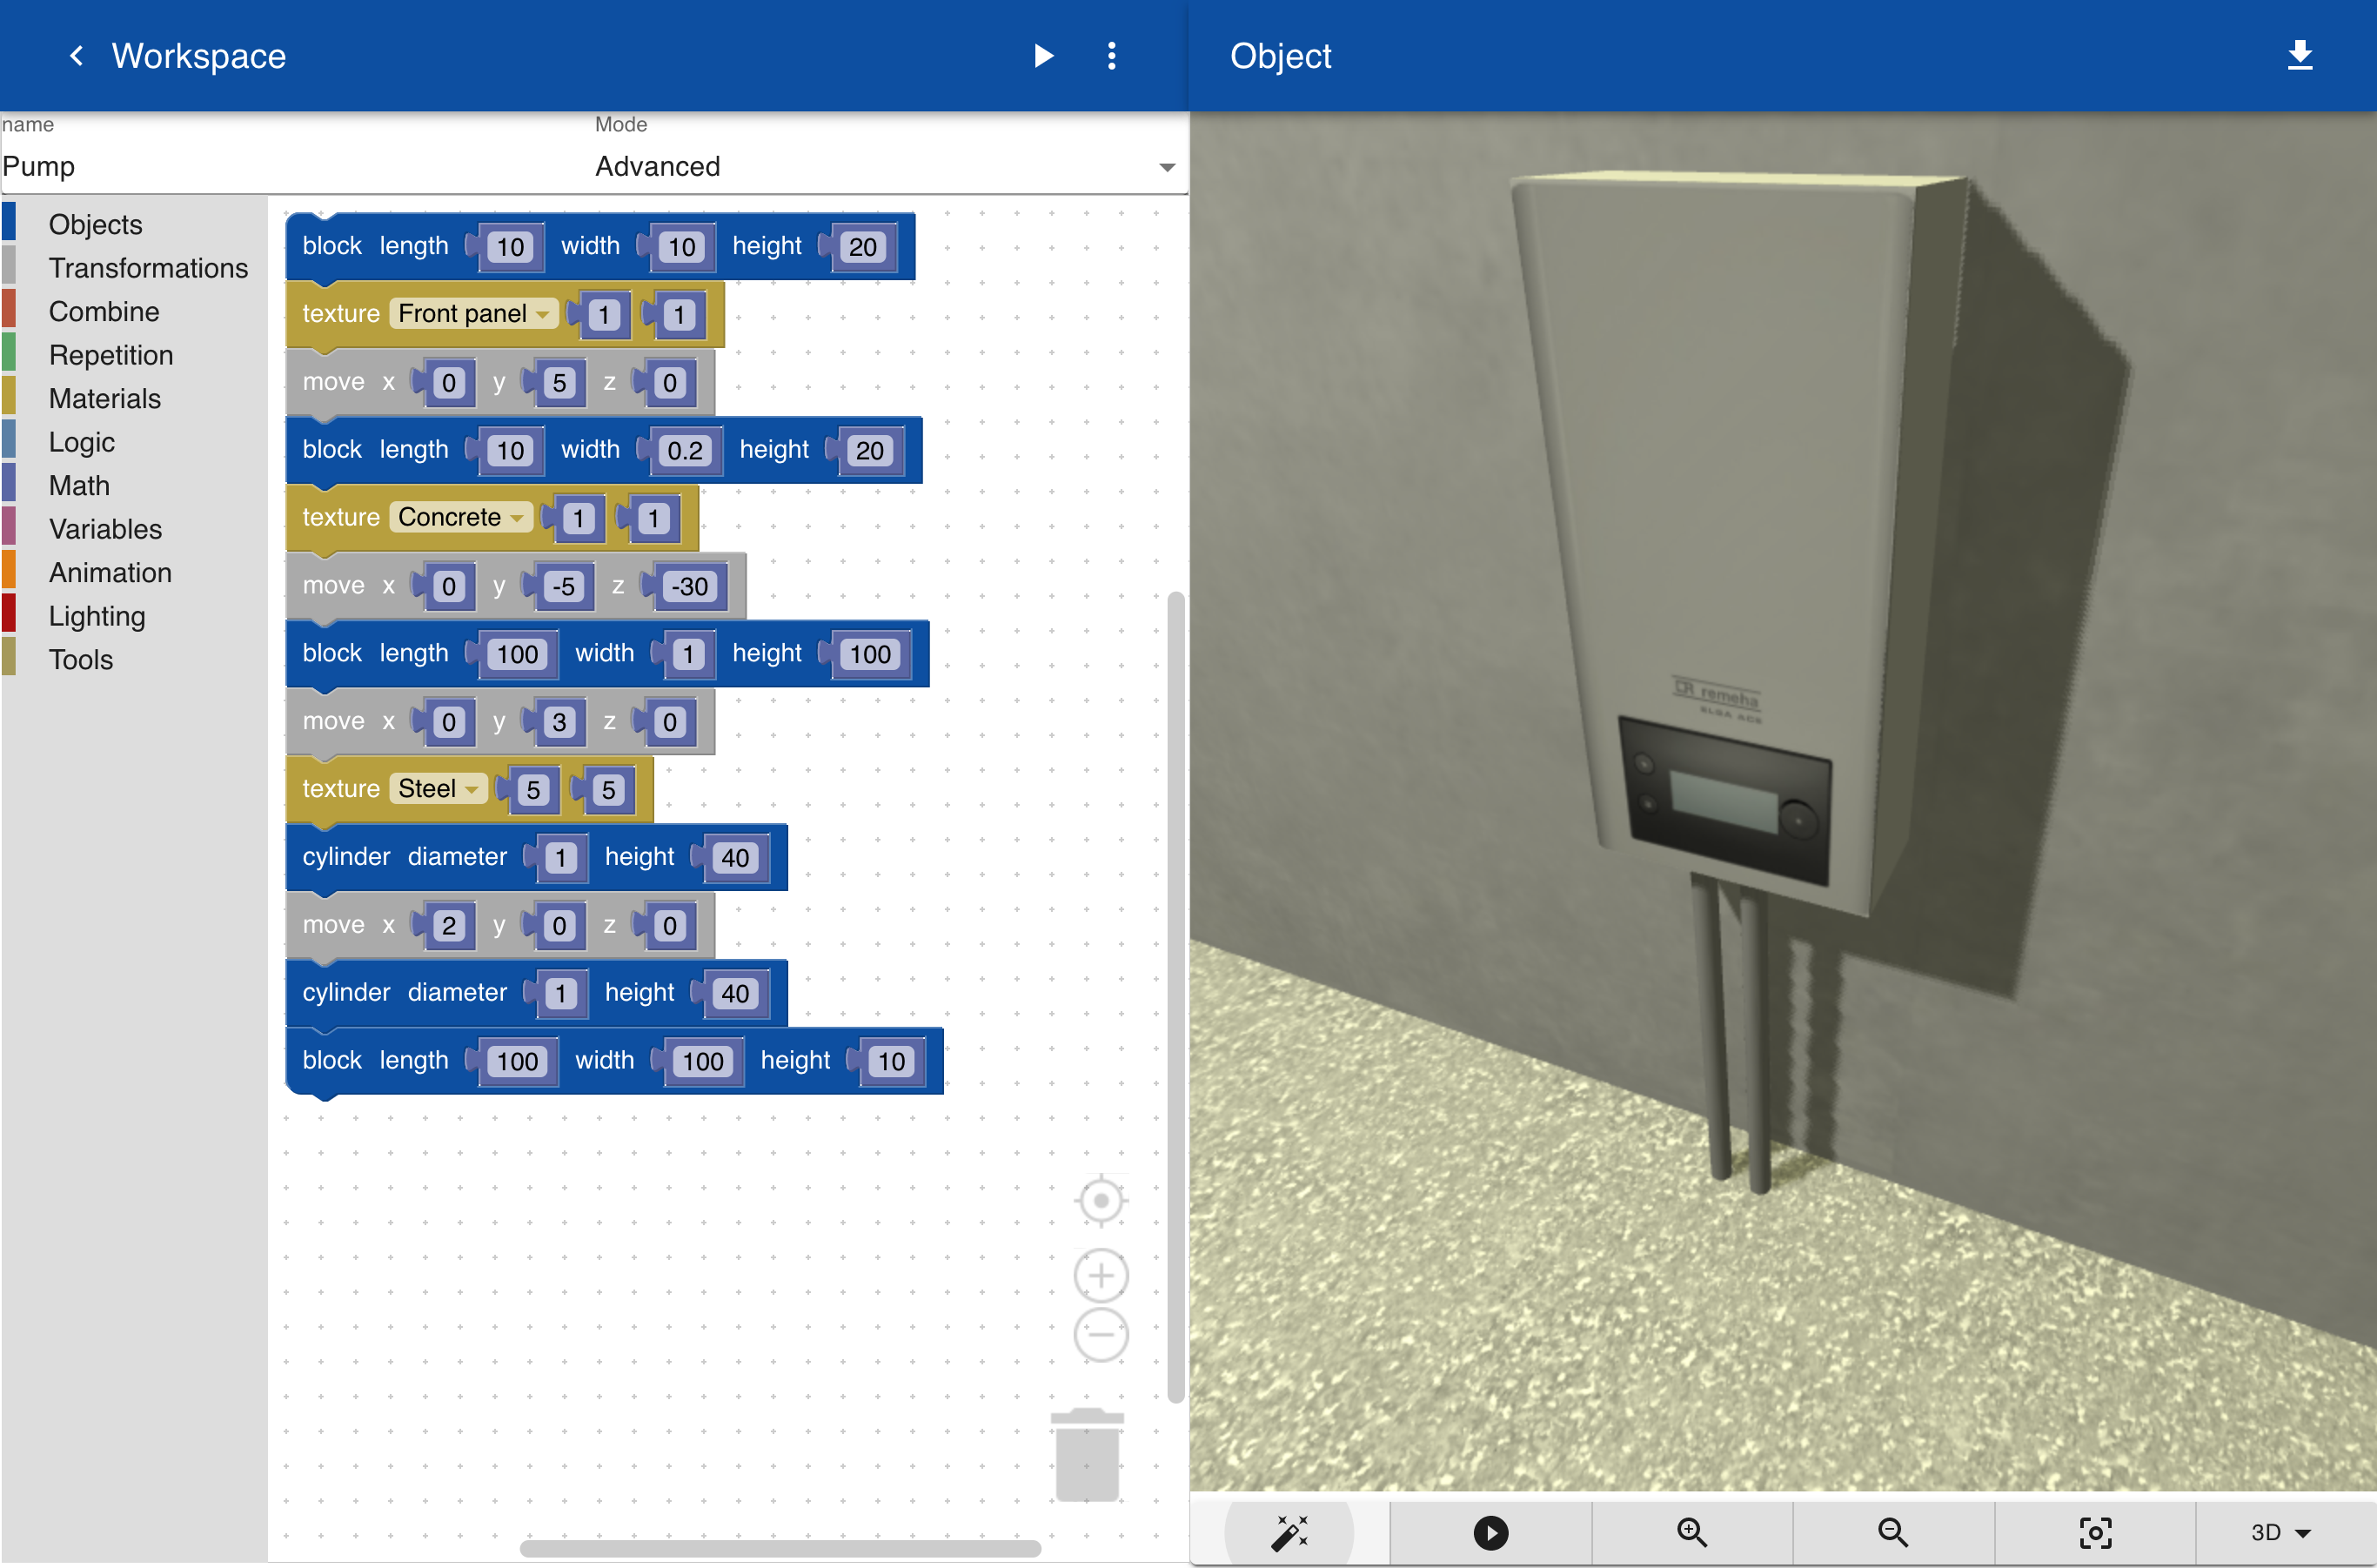 Workspace
Object
name
Mode
Pump
Advanced
Objects
Transformations
Combine
Repetition
Materials
Logic
Math
Variables
Animation
Lighting
Tools
block length 10 width 10 height 20
texture Front panel 1 1
move x 0 y 5 z 0
block length 10 width 0.2 height 20
texture Concrete 1 1
move x 0 y -5 z -30
block length 100 width 1 height 100
move x 0 y 3 z 0
texture Steel 5 5
cylinder diameter 1 height 40
move x 2 y 0 z 0
cylinder diameter 1 height 40
block length 100 width 100 height 10
remeha
ELGA ACE
3D